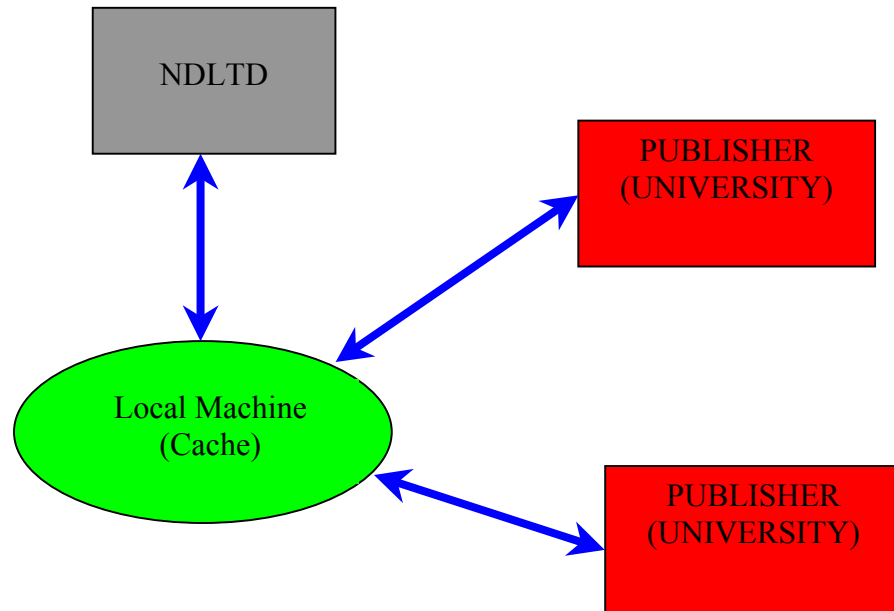 NDLTD
PUBLISHER
(UNIVERSITY)
Local Machine
(Cache)
PUBLISHER
(UNIVERSITY)